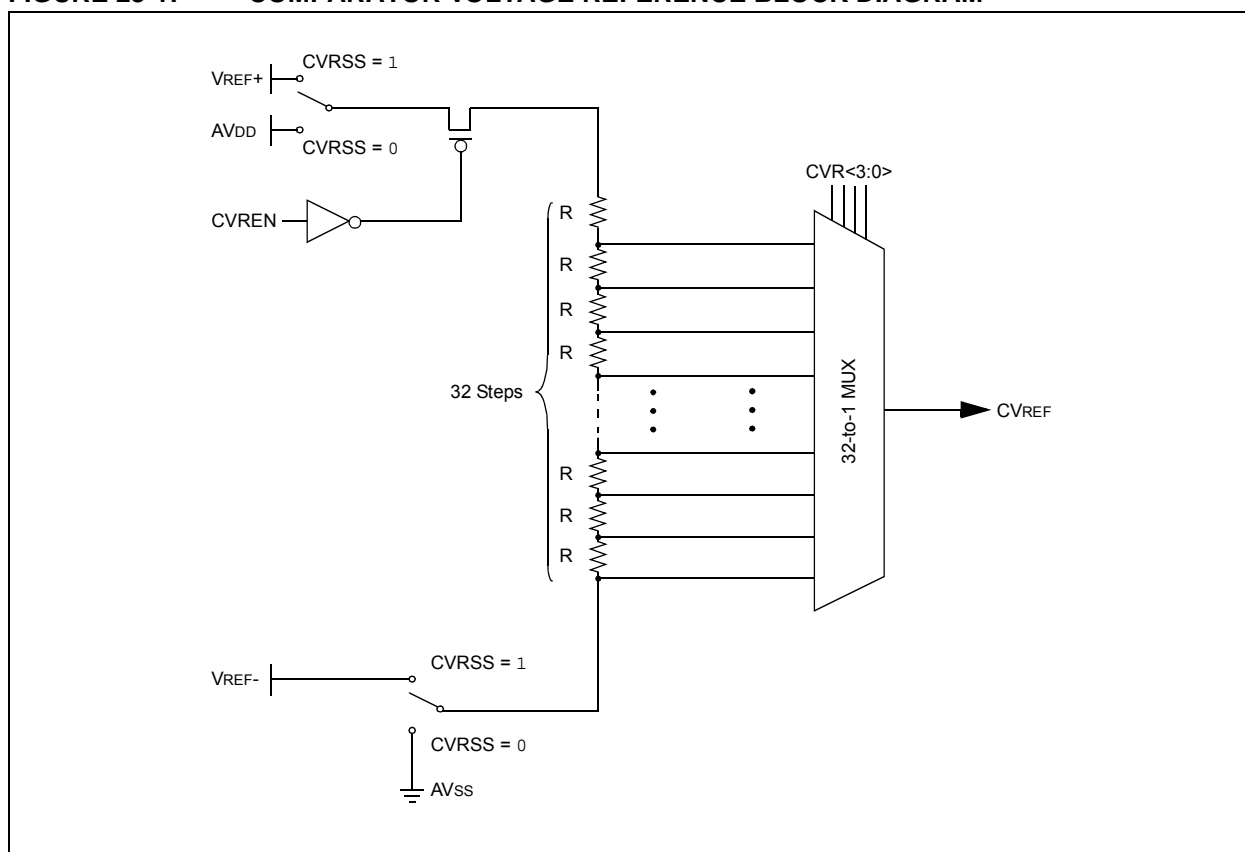 CVRSS = 1
VREF+
AVDD
CVRSS = 0
CVREN
CVR<3:0>
R
R
R
R
32 Steps
R
R
R
32-to-1 MUX
CVREF
CVRSS = 1
VREF-
CVRSS = 0
AVSS